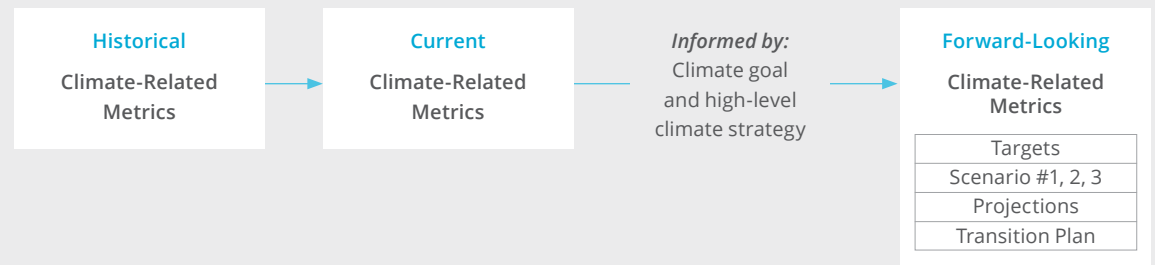 Historical
Climate-Related
Metrics
Current
Climate-Related
Metrics
Informed by:
Climate goal
and high-level
climate strategy
Forward-Looking
Climate-Related
Metrics
Targets
Scenario #1, 2, 3
Projections
Transition Plan